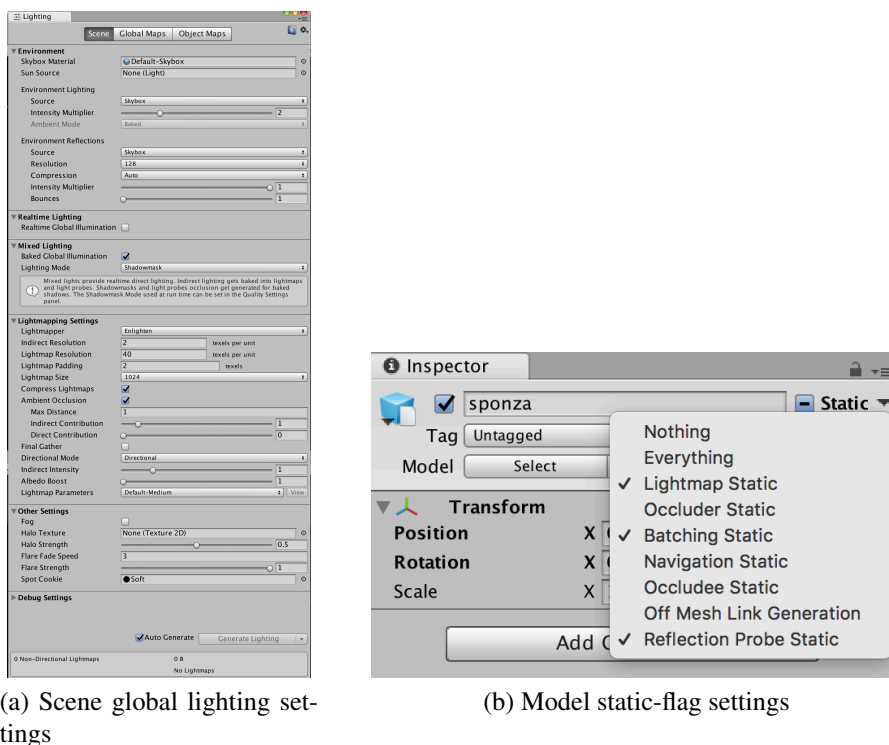 Lighting
Scene Global Maps Object Maps
Environment
Skybox Material Default-Skybox
Sun Source None (Light)
Environment Lighting
Source Skybox
Intensity Multiplier 2
Ambient Mode Baked
Environment Reflections
Source Skybox
Resolution 128
Compression Auto
Intensity Multiplier 1
Bounces 1
Realtime Lighting
Realtime Global Illumination
Mixed Lighting
Baked Global Illumination
Lighting Mode Shadowmask
Mixed lights provide realtime direct lighting. Indirect lighting gets baked into lightmaps
and light probes. Shadowmasks and light probes occlusion get generated for baked
shadows. The Shadowmask Mode used at run time can be set in the Quality Settings
panel.
Lightmapping Settings
Lightmapper Enlighten
Indirect Resolution 2 texels per unit
Lightmap Resolution 40 texels per unit
Lightmap Padding 2 texels
Lightmap Size 1024
Compress Lightmaps
Ambient Occlusion
Max Distance 1
Indirect Contribution 1
Direct Contribution 0
Final Gather
Directional Mode Directional
Indirect Intensity 1
Albedo Boost 1
Lightmap Parameters Default-Medium View
Other Settings
Fog
Halo Texture None (Texture 2D)
Halo Strength 0.5
Flare Fade Speed 3
Flare Strength 1
Spot Cookie Soft
Debug Settings
Auto Generate Generate Lighting
0 Non-Directional Lightmaps 0 B
No Lightmaps
(a) Scene global lighting set-
tings
Inspector
sponza Static
Tag Untagged
Model Select
Transform
Position X
Rotation X
Scale X
Add
Nothing
Everything
Lightmap Static
Occluder Static
Batching Static
Navigation Static
Occludee Static
Off Mesh Link Generation
Reflection Probe Static
(b) Model static-flag settings